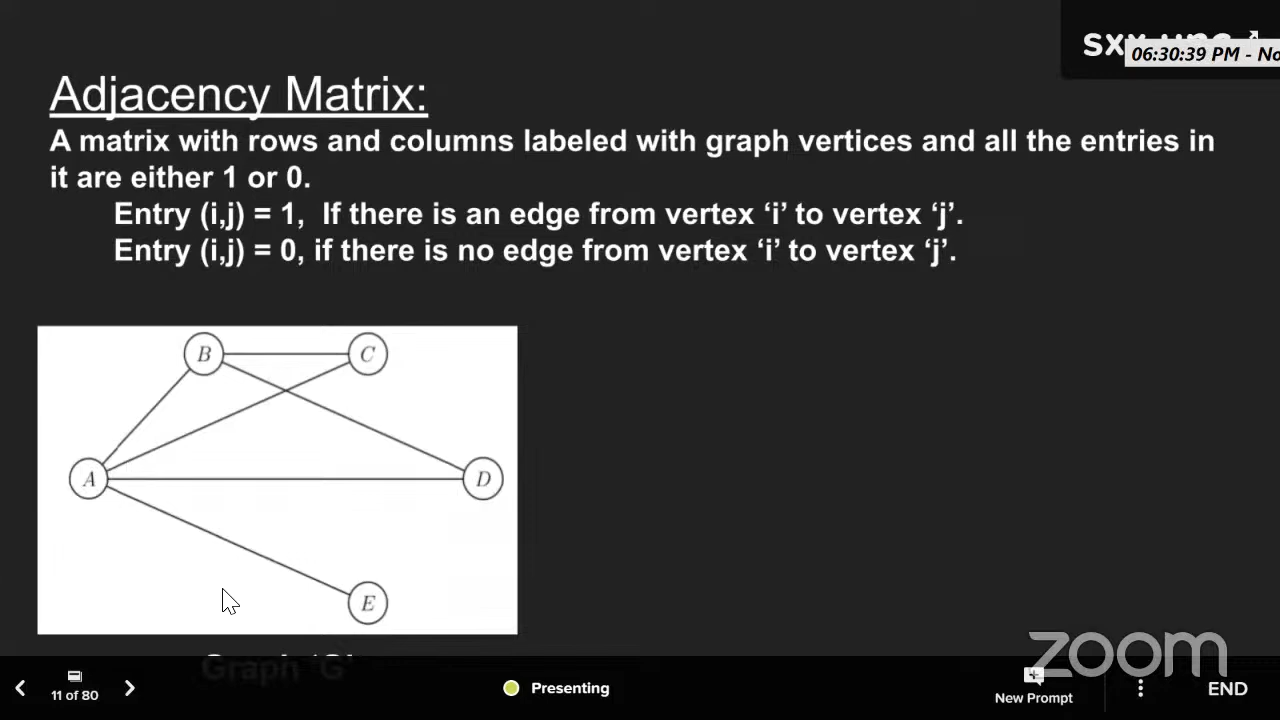 06:30:39 PM - No
Adjacency Matrix:
A matrix with rows and columns labeled with graph vertices and all the entries in
it are either 1 or 0.
Entry (i,j) = 1, If there is an edge from vertex ‘i’ to vertex ‘j’.
Entry (i,j) = 0, if there is no edge from vertex ‘i’ to vertex ‘j’.
B
C
A
D
E
Graph ‘G’
zoom
11 of 80
Presenting
New Prompt
END